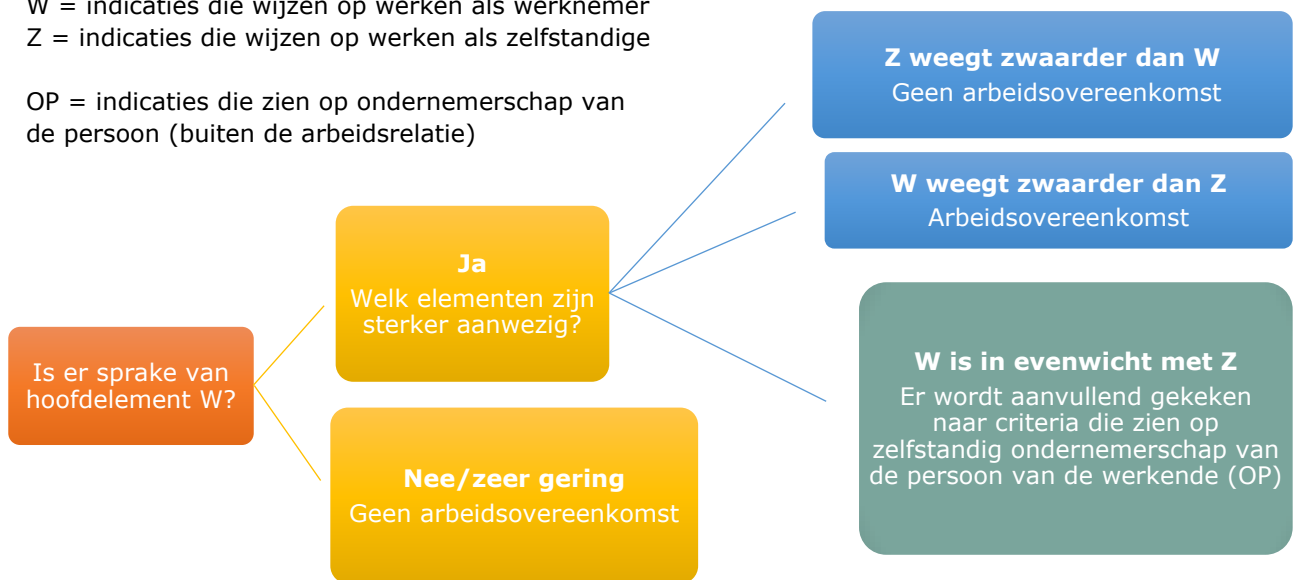 W = indicaties die wijzen op werken als werknemer
Z = indicaties die wijzen op werken als zelfstandige
OP = indicaties die zien op ondernemerschap van
de persoon (buiten de arbeidsrelatie)
Is er sprake van
hoofdelement W?
Ja
Welk elementen zijn
sterker aanwezig?
Nee/zeer gering
Geen arbeidsovereenkomst
Z weegt zwaarder dan W
Geen arbeidsovereenkomst
W weegt zwaarder dan Z
Arbeidsovereenkomst
W is in evenwicht met Z
Er wordt aanvullend gekeken
naar criteria die zien op
zelfstandig ondernemerschap van
de persoon van de werkende (OP)